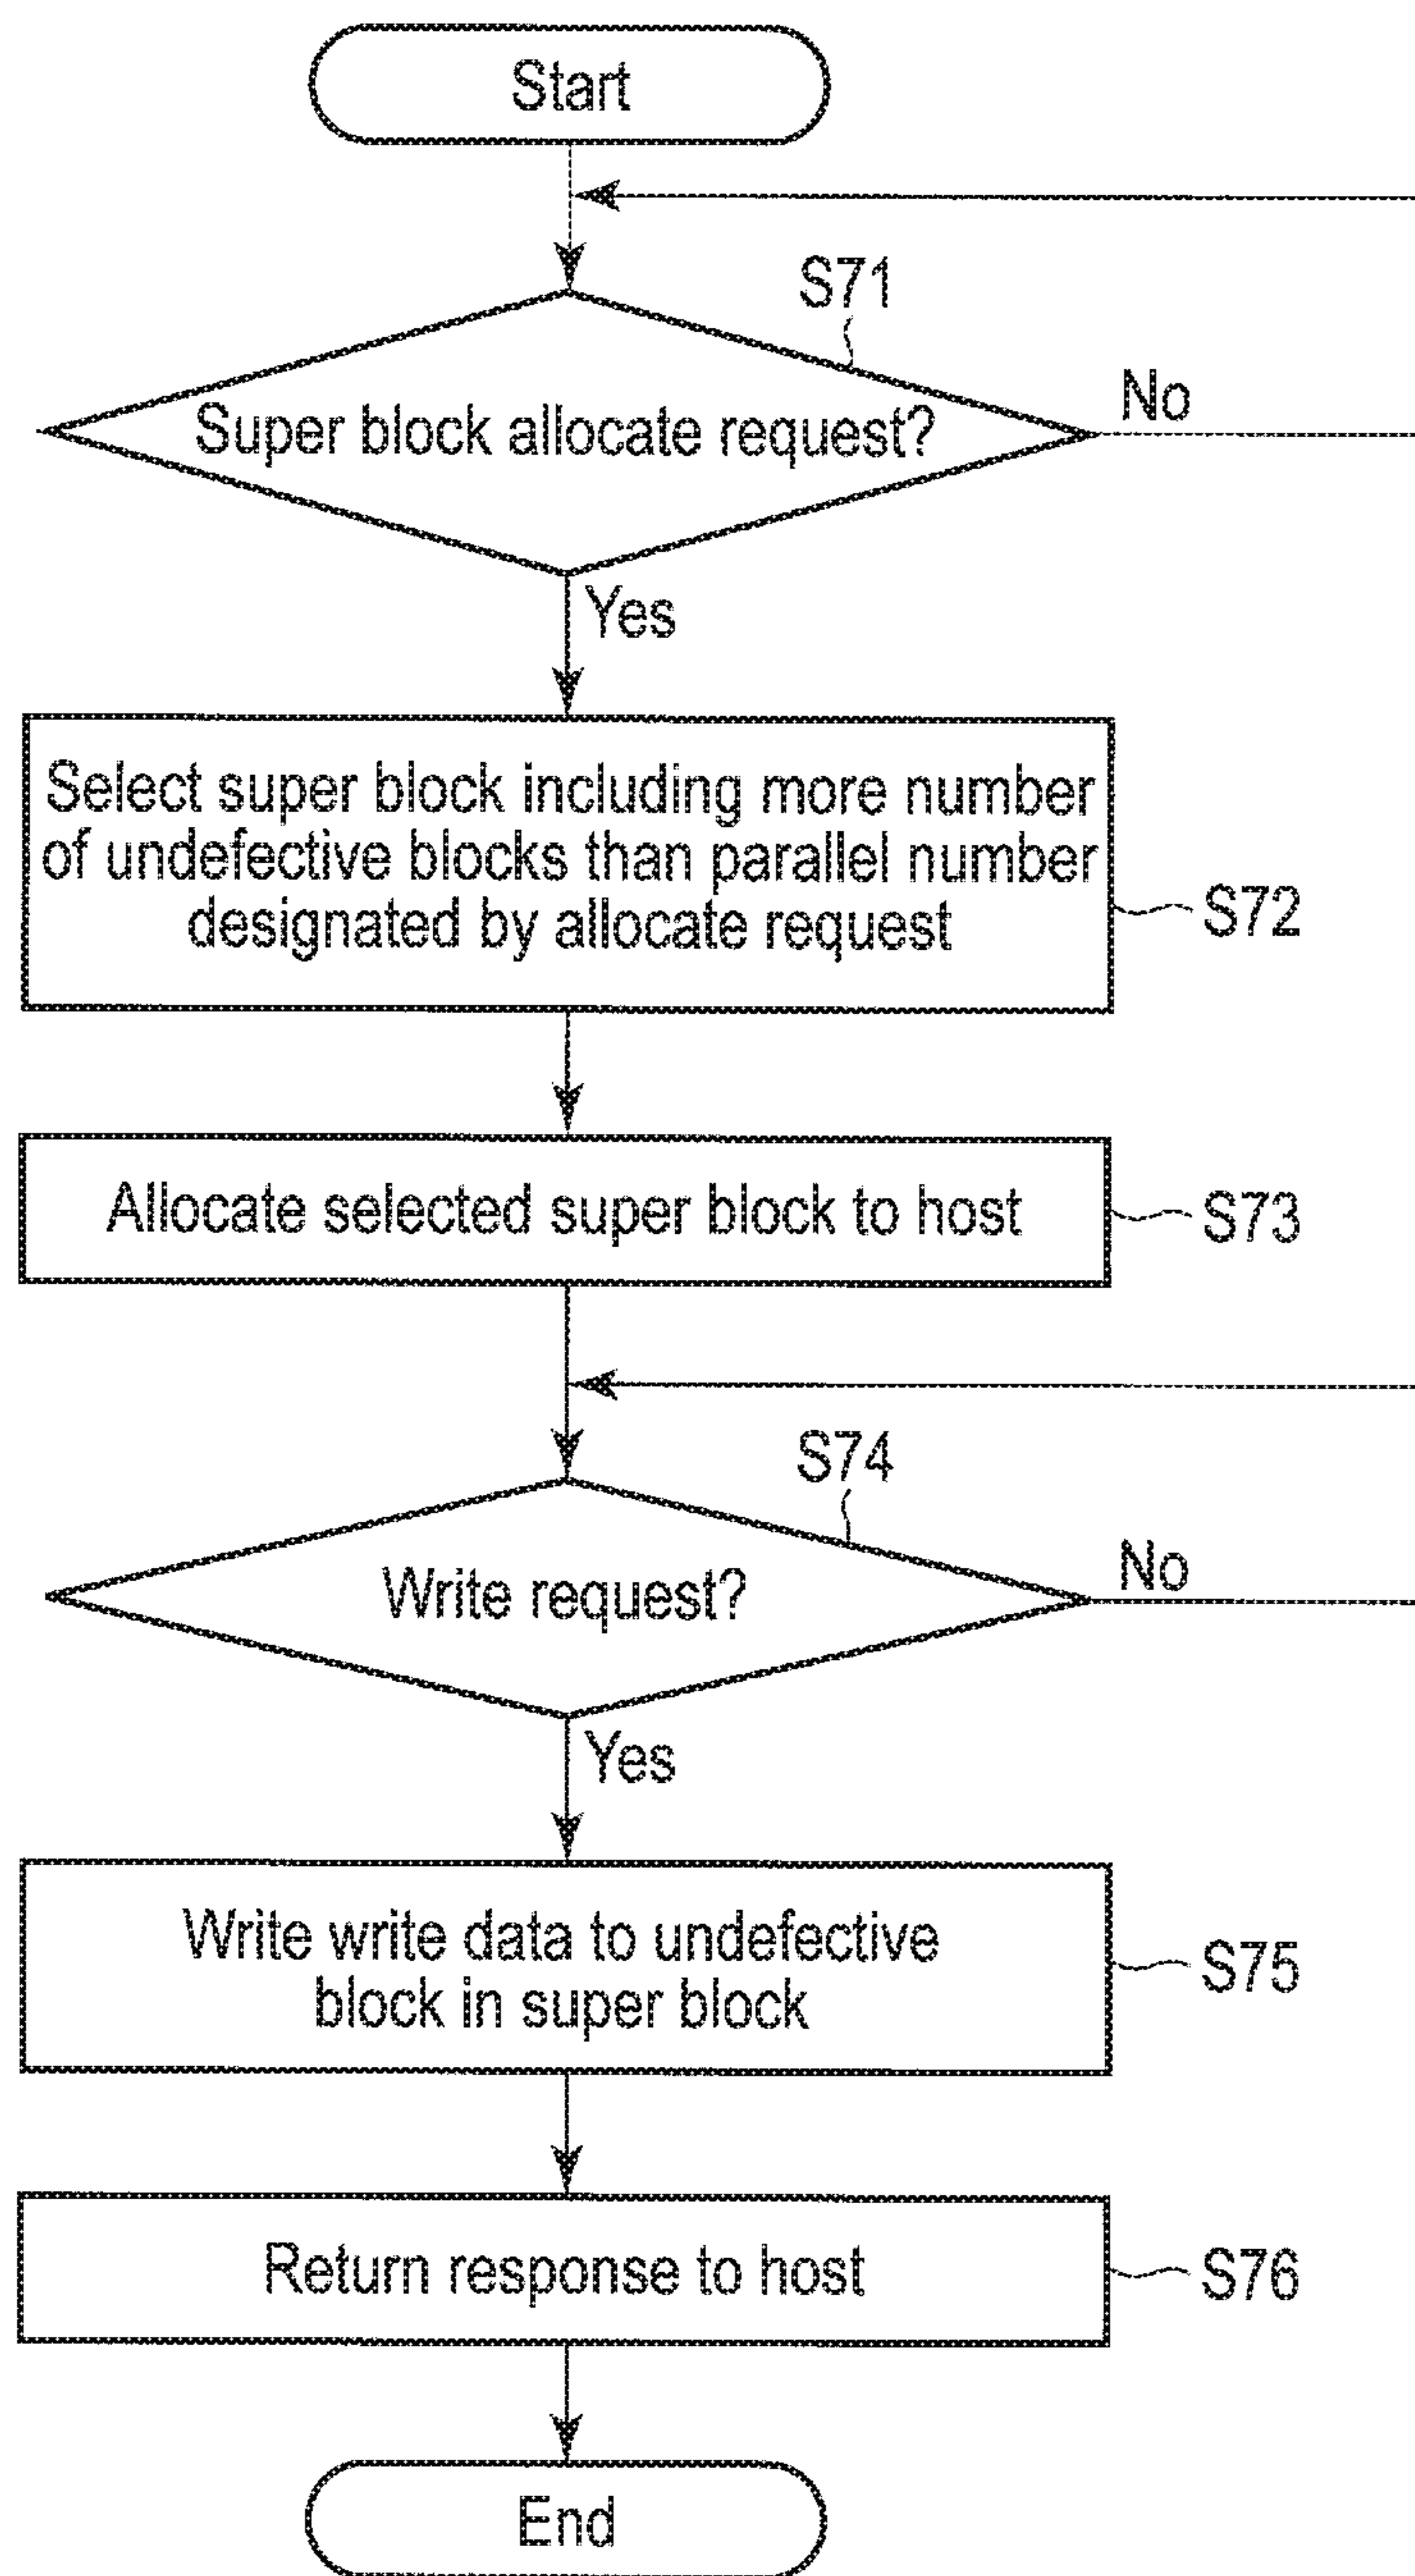 Start
S71
Super block allocate request?
No
Yes
Select super block including more number
of undefective blocks than parallel number
designated by allocate request
S72
Allocate selected super block to host
S73
S74
Write request?
No
Yes
Write write data to undefective
block in super block
S75
Return response to host
S76
End